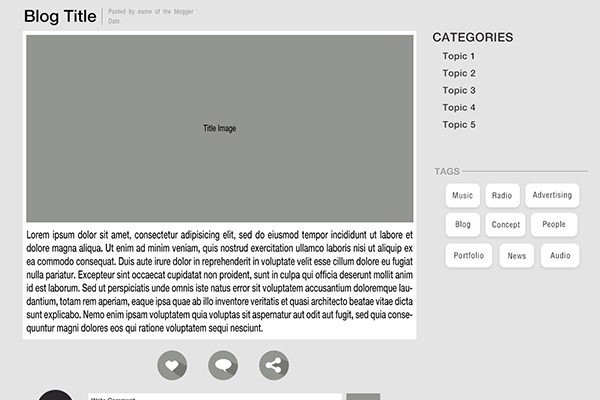 Blog Title
Posted by name of the blogger
Date
Title Image
Lorem ipsum dolor sit amet, consectetur adipisicing elit, sed do eiusmod tempor incididunt ut labore et
dolore magna aliqua. Ut enim ad minim veniam, quis nostrud exercitation ullamco laboris nisi ut aliquip ex
ea commodo consequat. Duis aute irure dolor in reprehenderit in voluptate velit esse cillum dolore eu fugiat
nulla pariatur. Excepteur sint occaecat cupidatat non proident, sunt in culpa qui officia deserunt mollit anim
id est laborum. Sed ut perspiciatis unde omnis iste natus error sit voluptatem accusantium doloremque lau-
dantium, totam rem aperiam, eaque ipsa quae ab illo inventore veritatis et quasi architecto beatae vitae dicta
sunt explicabo. Nemo enim ipsam voluptatem quia voluptas sit aspernatur aut odit aut fugit, sed quia conse-
quuntur magni dolores eos qui ratione voluptatem sequi nesciunt.
Write Comment
CATEGORIES
Topic 1
Topic 2
Topic 3
Topic 4
Topic 5
TAGS
Music Radio Advertising
Blog Concept People
Portfolio News Audio